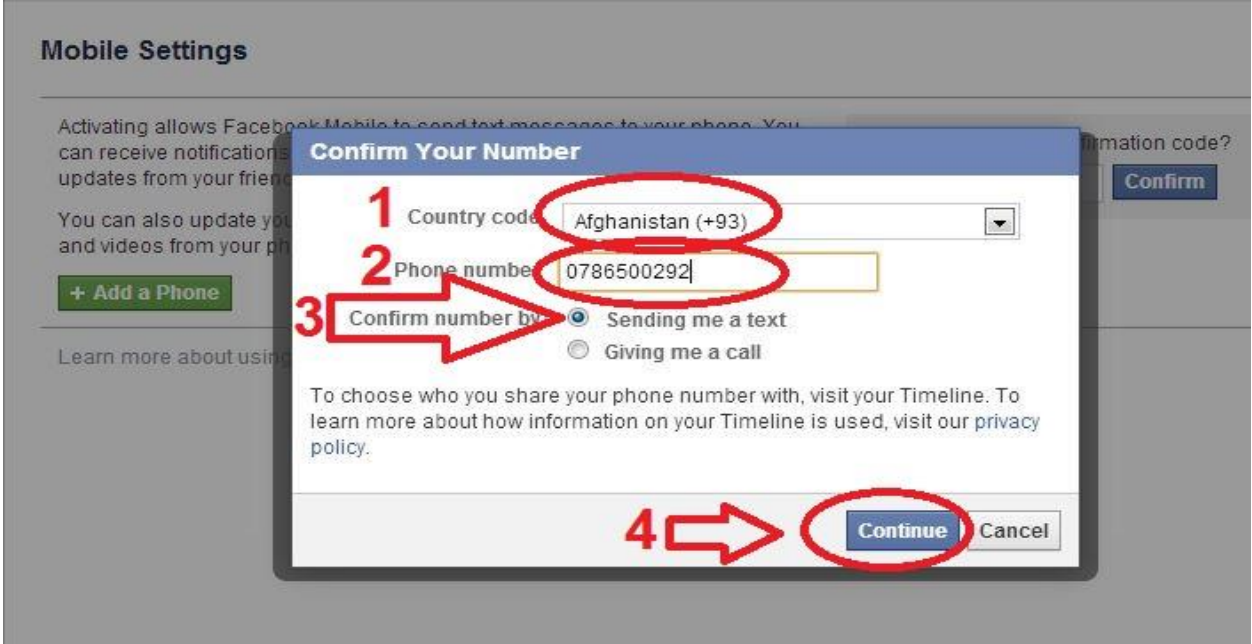 Mobile Settings
Activating allows Facebook Mobile to send text messages to your phone. You
can receive notifications
updates from your frien
You can also update you
and videos from your ph
+ Add a Phone
Learn more about using
firmation code?
Confirm
Confirm Your Number
1 Country code Afghanistan (+93)
2 Phone number 0786500292
3 Confirm number by Sending me a text
Giving me a call
To choose who you share your phone number with, visit your Timeline. To
learn more about how information on your Timeline is used, visit our privacy
policy.
4 Continue Cancel